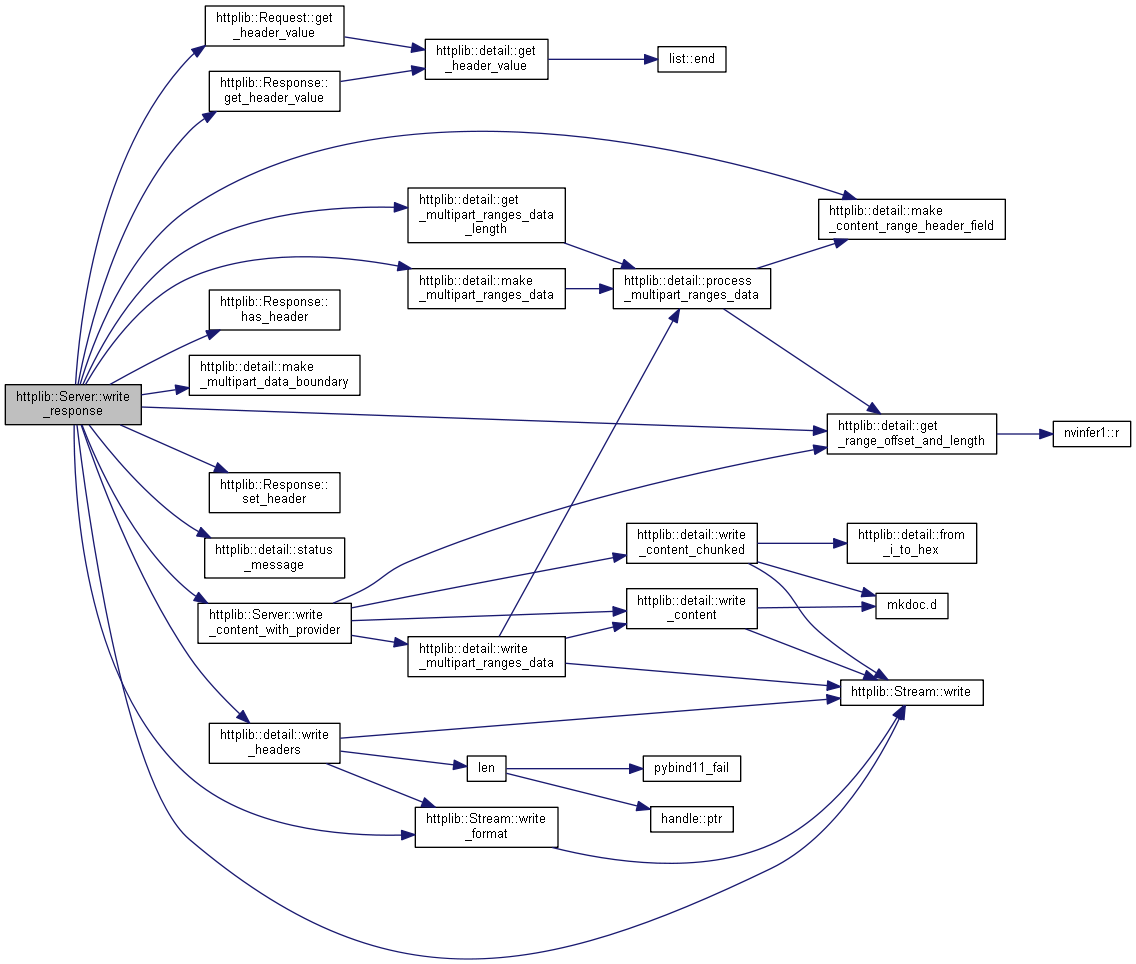 httplib::Request::get
_header_value
httplib::detail::get
_header_value
list::end
httplib::Response::
get_header_value
httplib::detail::get
_multipart_ranges_data
_length
httplib::detail::make
_content_range_header_field
httplib::detail::make
_multipart_ranges_data
httplib::detail::process
_multipart_ranges_data
httplib::Response::
has_header
httplib::detail::make
_multipart_data_boundary
httplib::Server::write
_response
httplib::detail::get
_range_offset_and_length
nvinfer1::r
httplib::Response::
set_header
httplib::detail::status
_message
httplib::detail::write
_content_chunked
httplib::detail::from
_i_to_hex
httplib::Server::write
_content_with_provider
httplib::detail::write
_content
mkdoc.d
httplib::detail::write
_multipart_ranges_data
httplib::Stream::write
httplib::detail::write
_headers
len
pybind11_fail
handle::ptr
httplib::Stream::write
_format